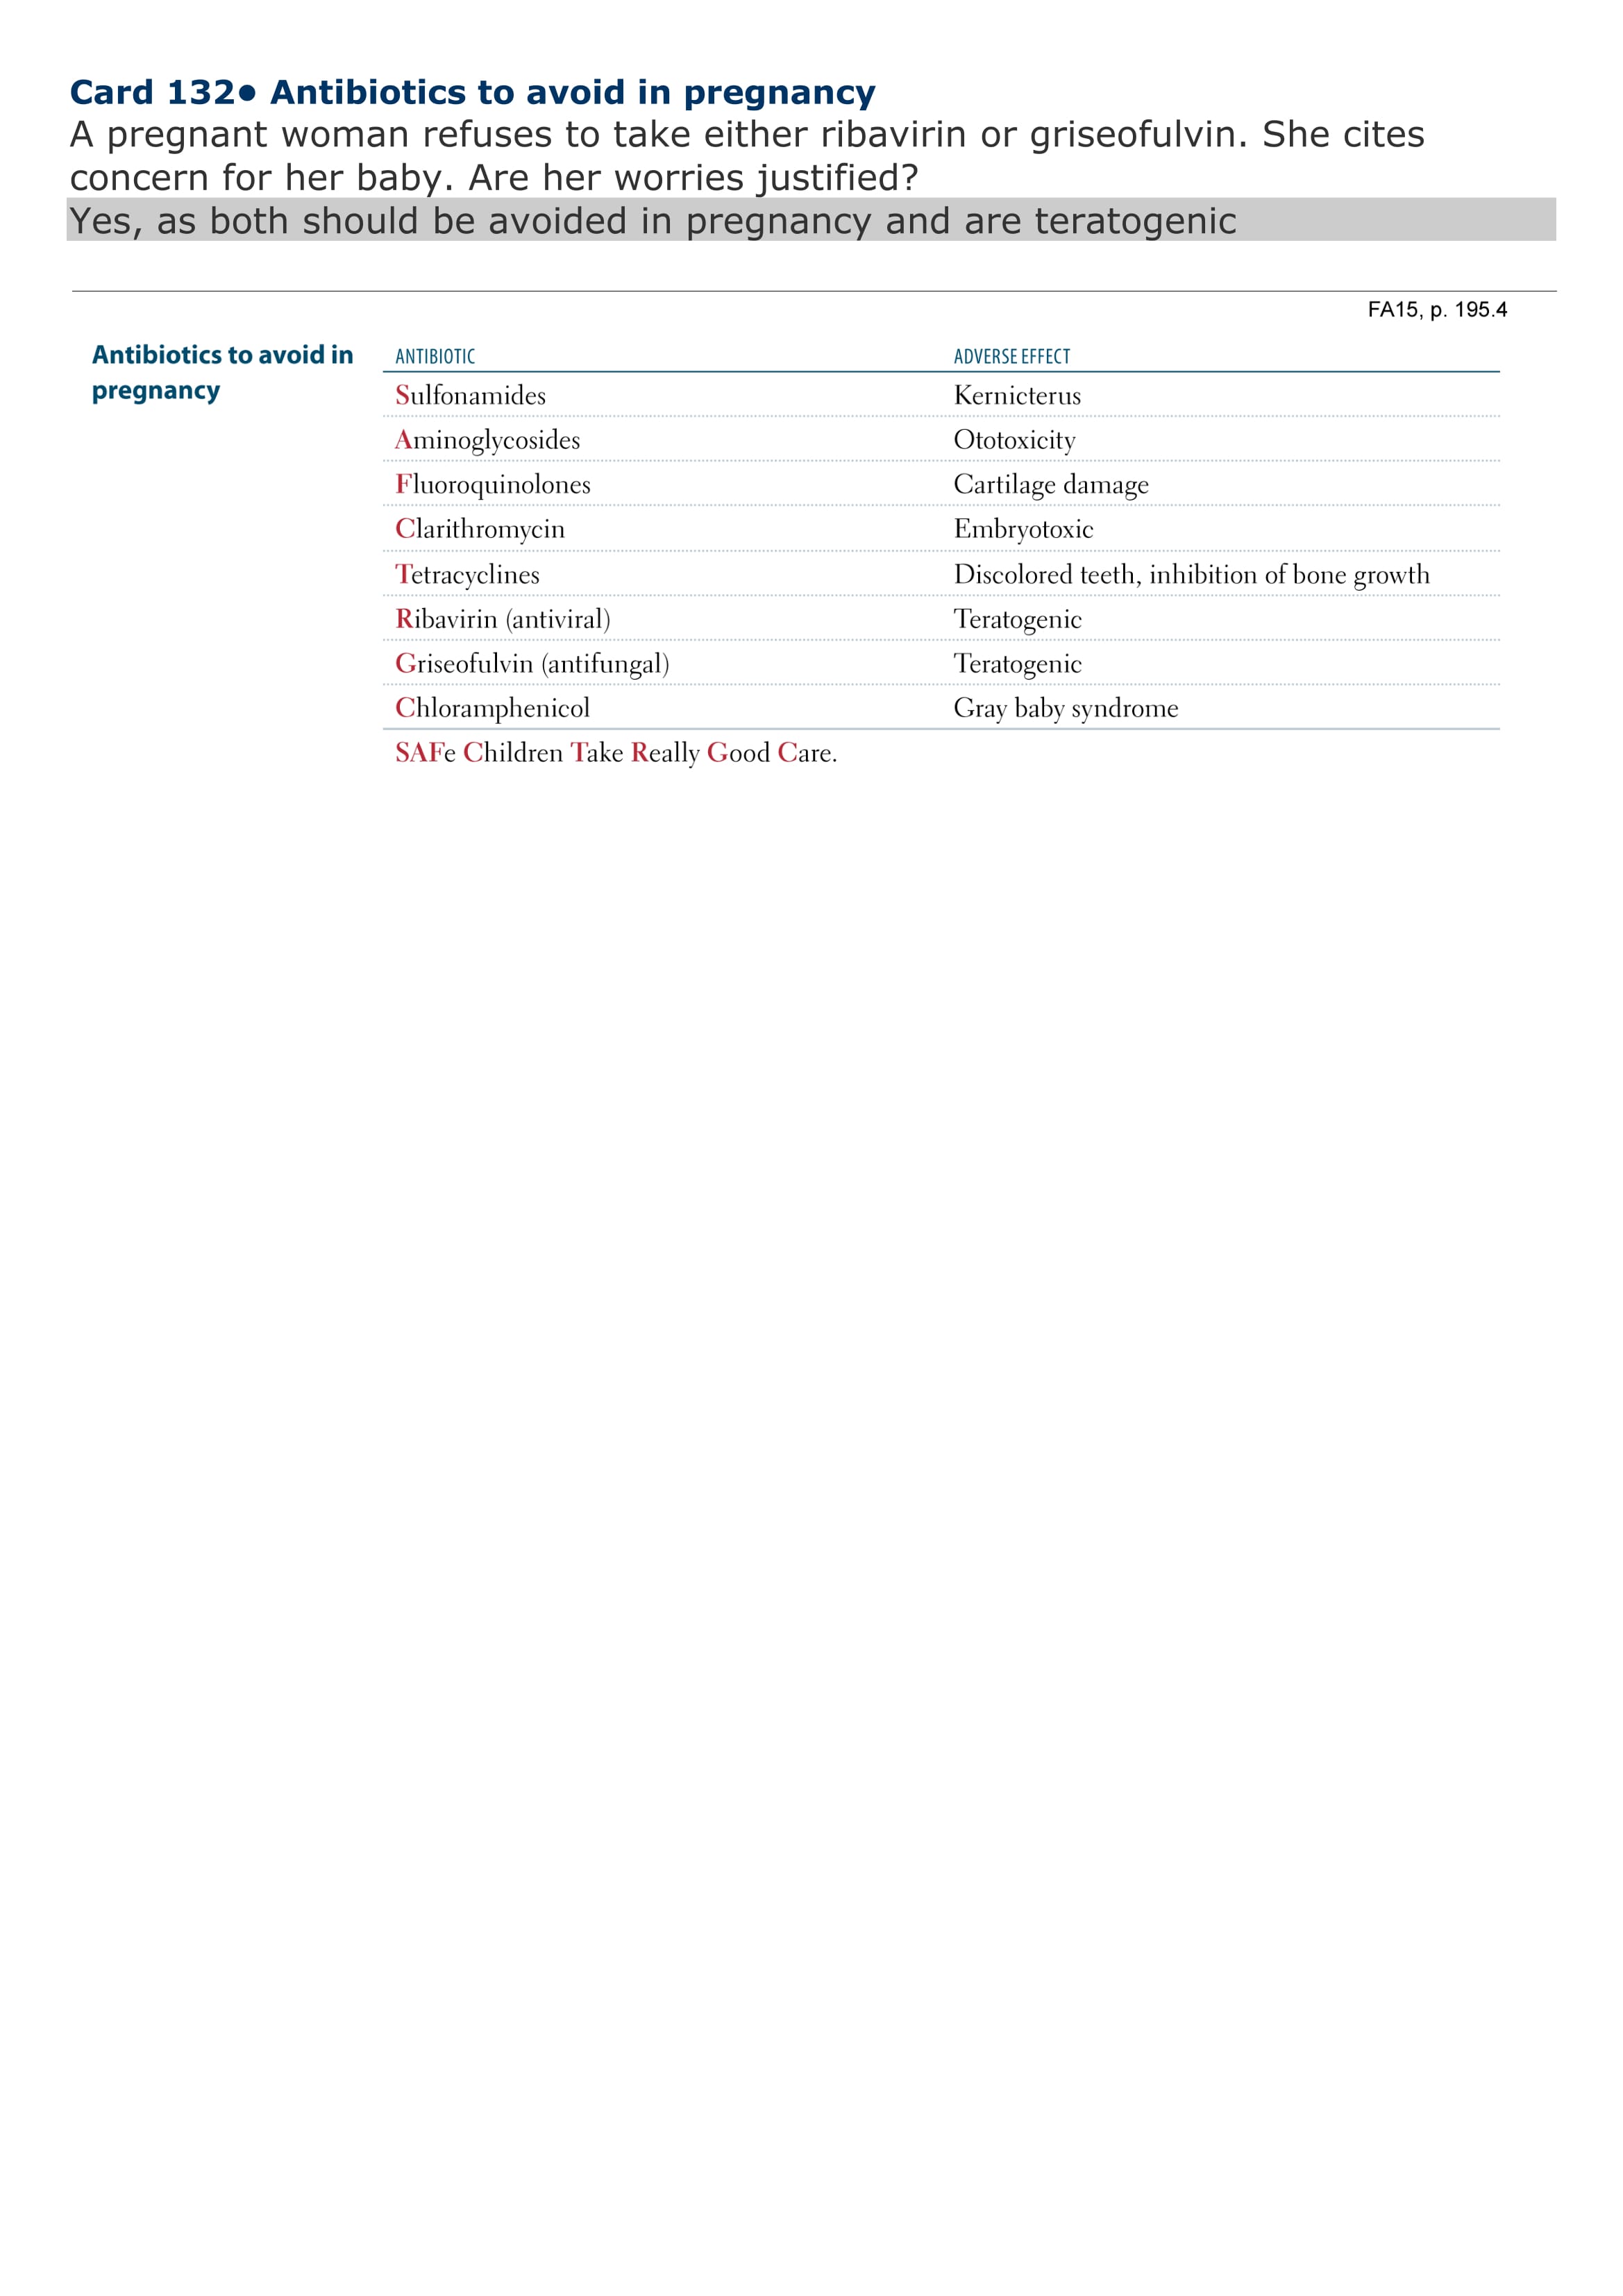 Card 132• Antibiotics to avoid in pregnancy
A pregnant woman refuses to take either ribavirin or griseofulvin. She cites
concern for her baby. Are her worries justified?
Yes, as both should be avoided in pregnancy and are teratogenic
FA15, p. 195.4
Antibiotics to avoid in
pregnancy
ANTIBIOTIC ADVERSE EFFECT
Sulfonamides Kernicterus
Aminoglycosides Ototoxicity
Fluoroquinolones Cartilage damage
Clarithromycin Embryotoxic
Tetracyclines Discolored teeth, inhibition of bone growth
Ribavirin (antiviral) Teratogenic
Griseofulvin (antifungal) Teratogenic
Chloramphenicol Gray baby syndrome
SAFe Children Take Really Good Care.